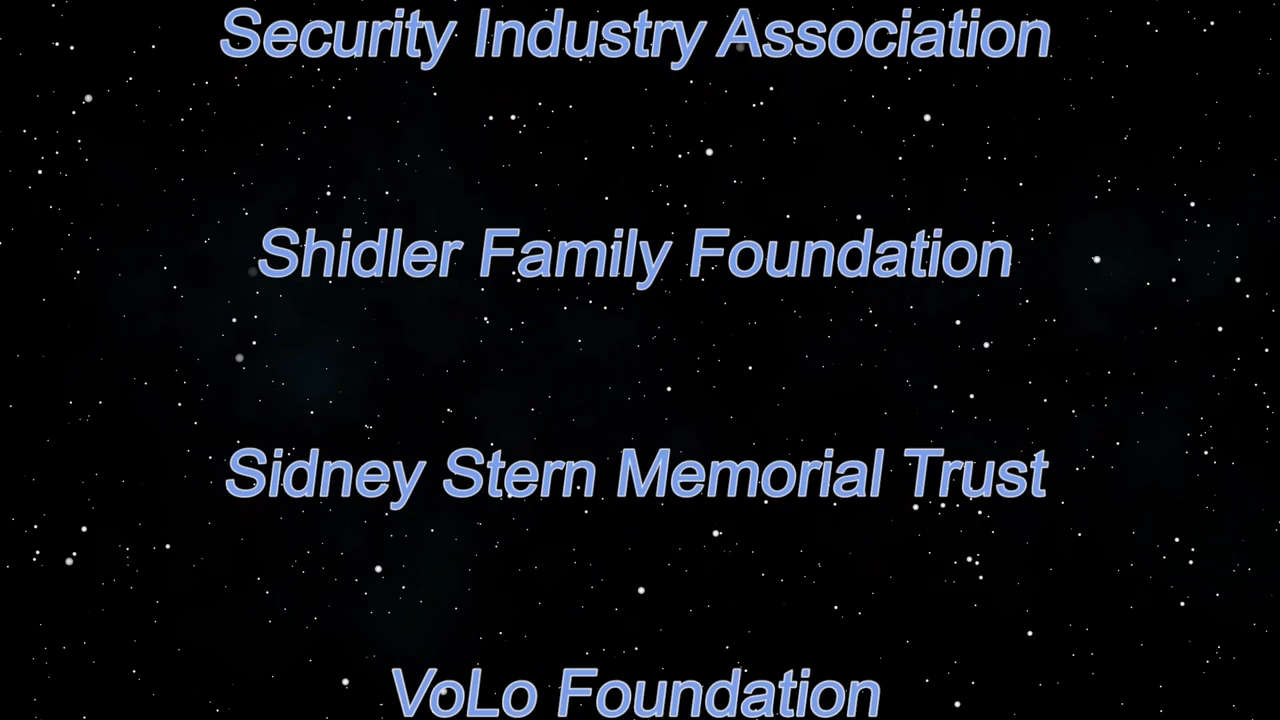 Security Industry Association
Shidler Family Foundation
Sidney Stern Memorial Trust
VoLo Foundation